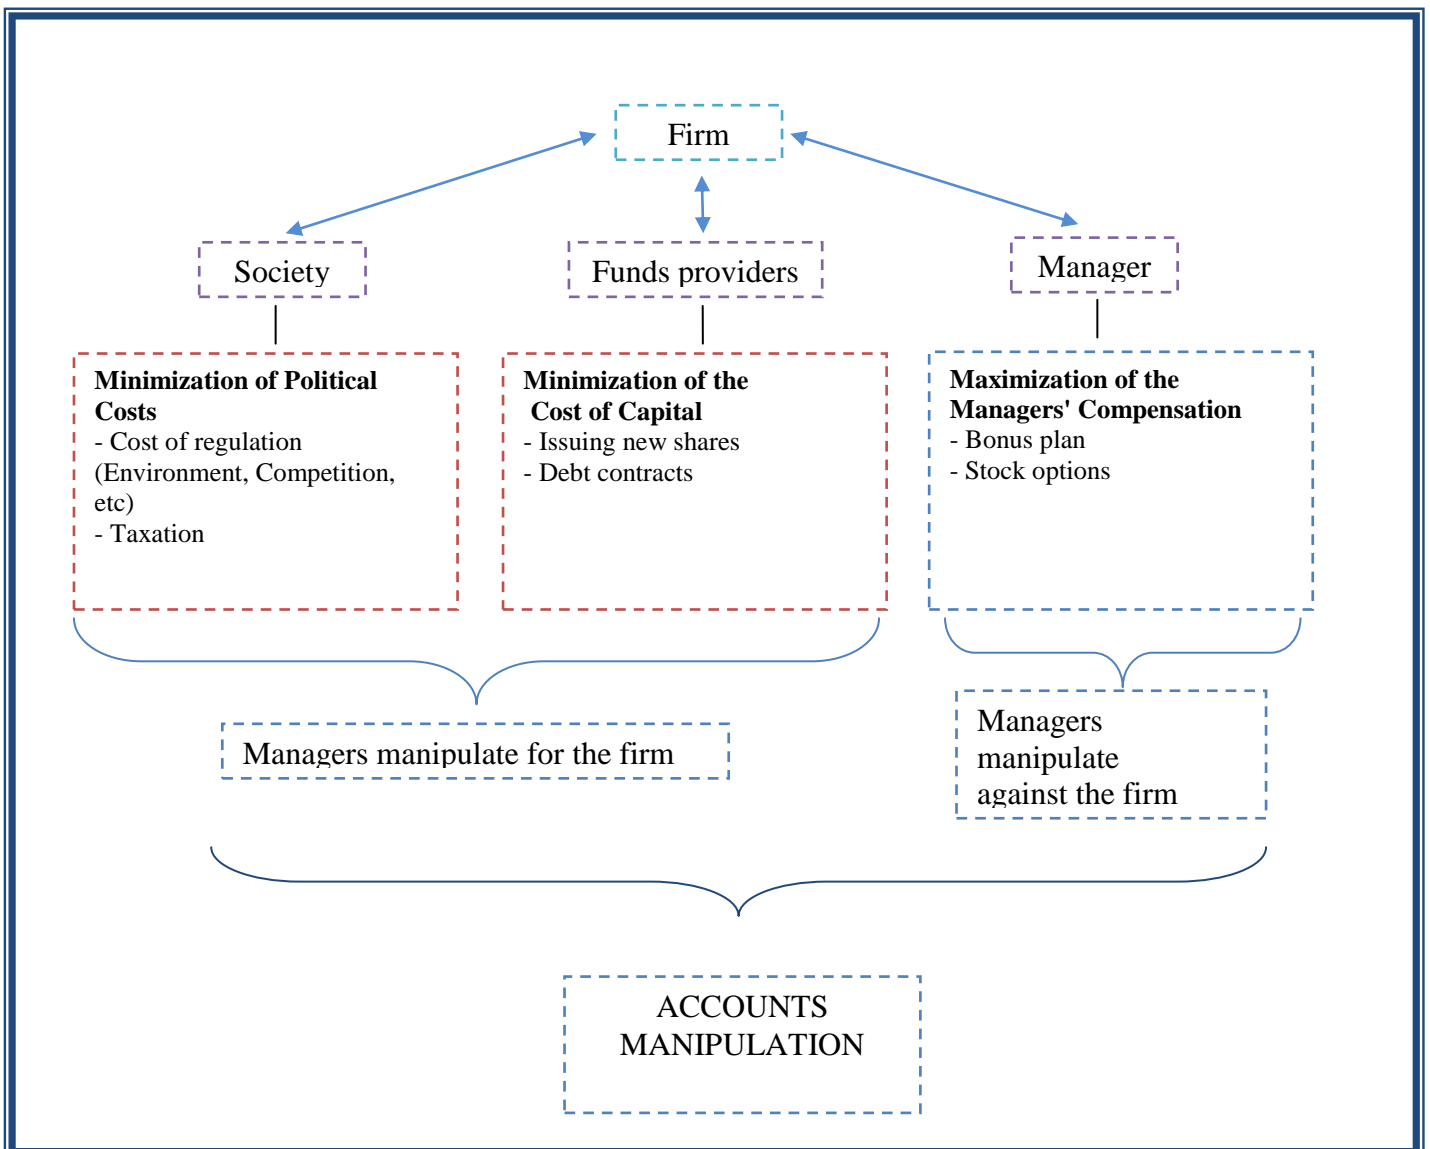 Firm
Society
Funds providers
Manager
Minimization of Political
Costs
- Cost of regulation
(Environment, Competition,
etc)
- Taxation
Minimization of the
Cost of Capital
- Issuing new shares
- Debt contracts
Maximization of the
Managers' Compensation
- Bonus plan
- Stock options
Managers manipulate for the firm
Managers
manipulate
against the firm
ACCOUNTS
MANIPULATION